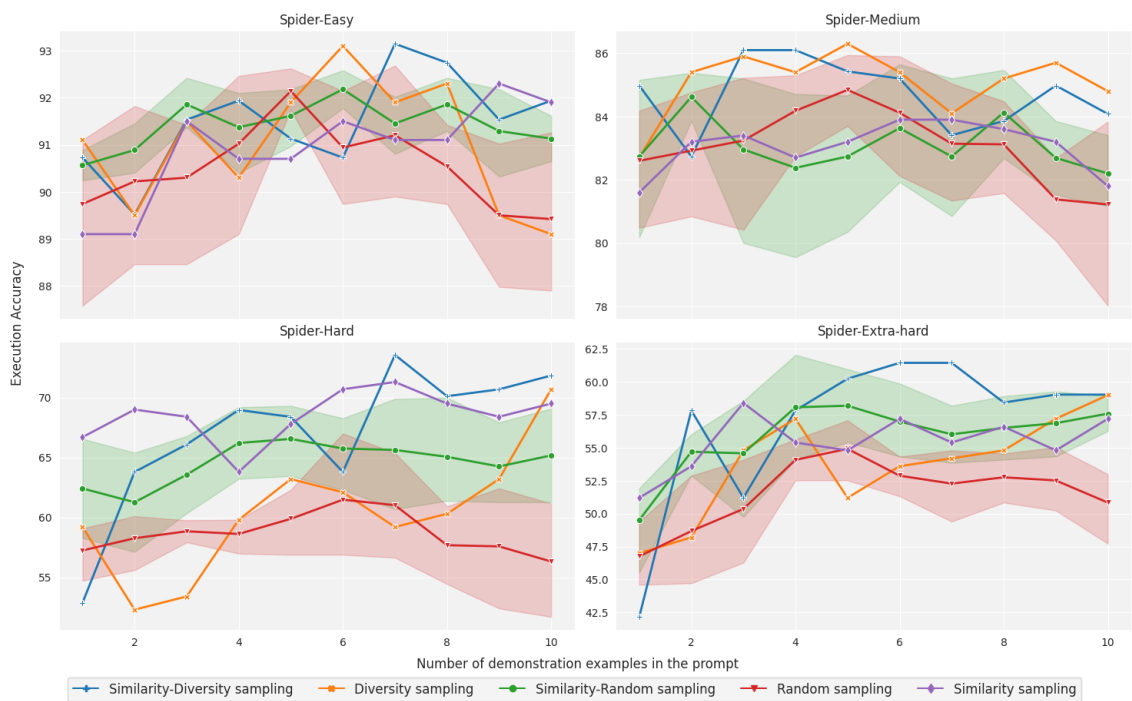 Spider-Easy
Spider-Medium
93
92
91
90
89
88
86
84
82
80
78
Execution Accuracy
Spider-Hard
Spider-Extra-hard
70
65
60
55
62.5
60.0
57.5
55.0
52.5
50.0
47.5
45.0
42.5
2 4 6 8 10
2 4 6 8 10
Number of demonstration examples in the prompt
Similarity-Diversity sampling Diversity sampling Similarity-Random sampling Random sampling Similarity sampling